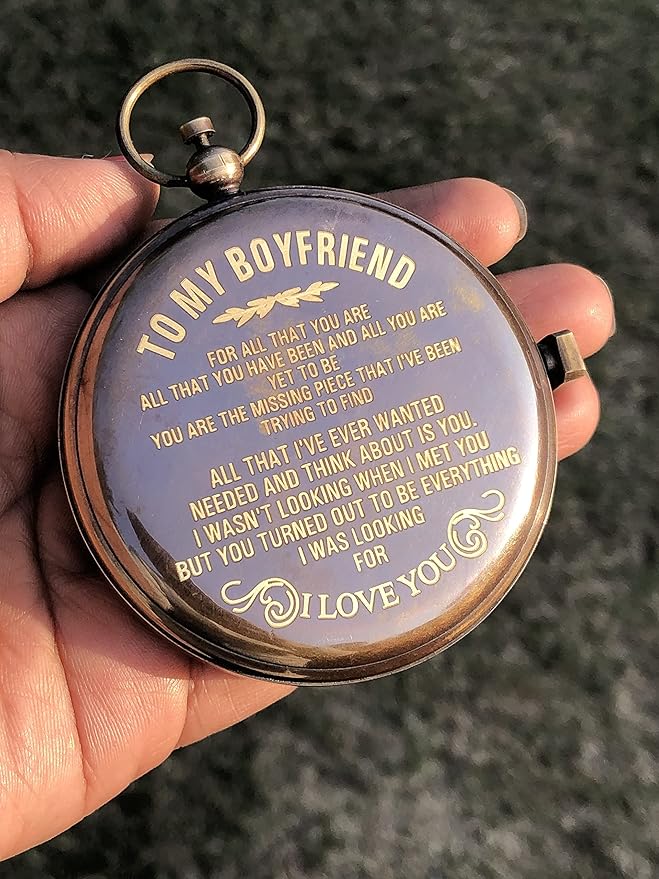 TO MY BOYFRIEND
FOR ALL THAT YOU ARE
ALL THAT YOU HAVE BEEN AND ALL YOU ARE
YET TO BE
YOU ARE THE MISSING PIECE THAT I'VE BEEN
TRYING TO FIND
ALL THAT I'VE EVER WANTED
NEEDED AND THINK ABOUT IS YOU.
I WASN'T LOOKING WHEN I MET YOU
BUT YOU TURNED OUT TO BE EVERYTHING
I WAS LOOKING
FOR
I LOVE YOU